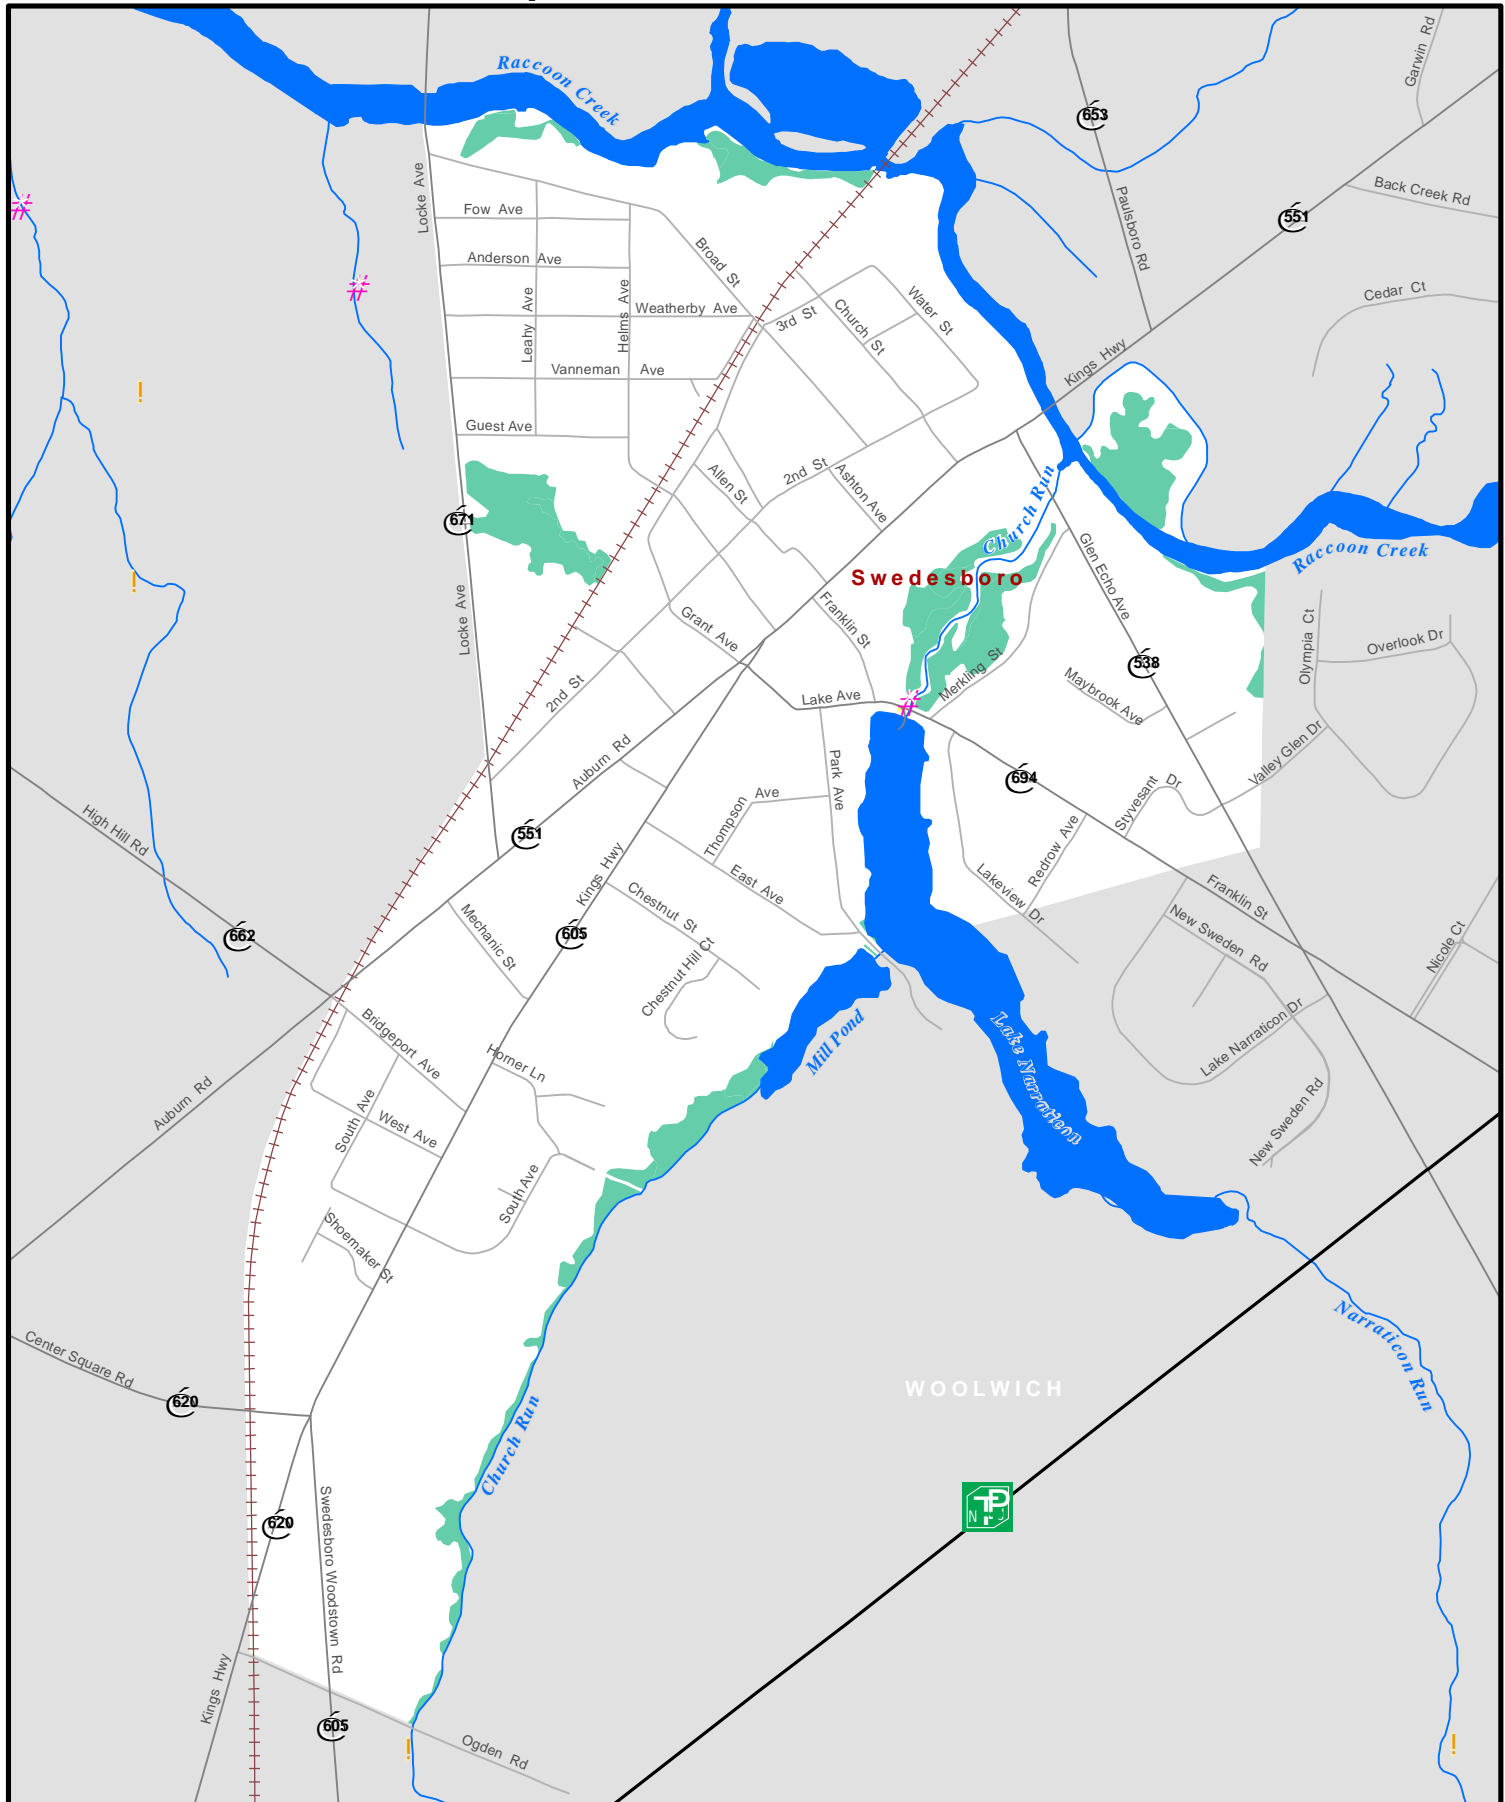 Raccoon Creek
Garwin Rd
653
Locke Ave
Back Creek Rd
Paulsboro Rd
551
Fow Ave
Broad St
Anderson Ave
Cedar Ct
Leahy Ave
Helms Ave
Weatherby Ave
3rd St
Church St
Water St
Kings Hwy
Vanneman Ave
Guest Ave
Allen St
2nd St
Ashton Ave
Church Run
671
Raccoon Creek
Swedesboro
Glen Echo Ave
Locke Ave
Grant Ave
Franklin St
Olympia Ct
Overlook Dr
538
Merkling St
Maybrook Ave
2nd St
Lake Ave
Auburn Rd
Park Ave
694
Valley Glen Dr
Styvesant Dr
High Hill Rd
Thompson Ave
551
Redrow Ave
Kings Hwy
East Ave
Lakeview Dr
Franklin St
Chestnut St
Mechanic St
662
605
New Sweden Rd
Nicole Ct
Chestnut Hill Ct
Bridgeport Ave
Mill Pond
Lake Narraticon
Lake Narraticon Dr
Horner Ln
Auburn Rd
South Ave
West Ave
New Sweden Rd
South Ave
Shoemaker St
Narraticon Run
Center Square Rd
620
WOOLWICH
Church Run
620
NJ
TP
Swedesboro Woodstown Rd
Kings Hwy
605
Ogden Rd